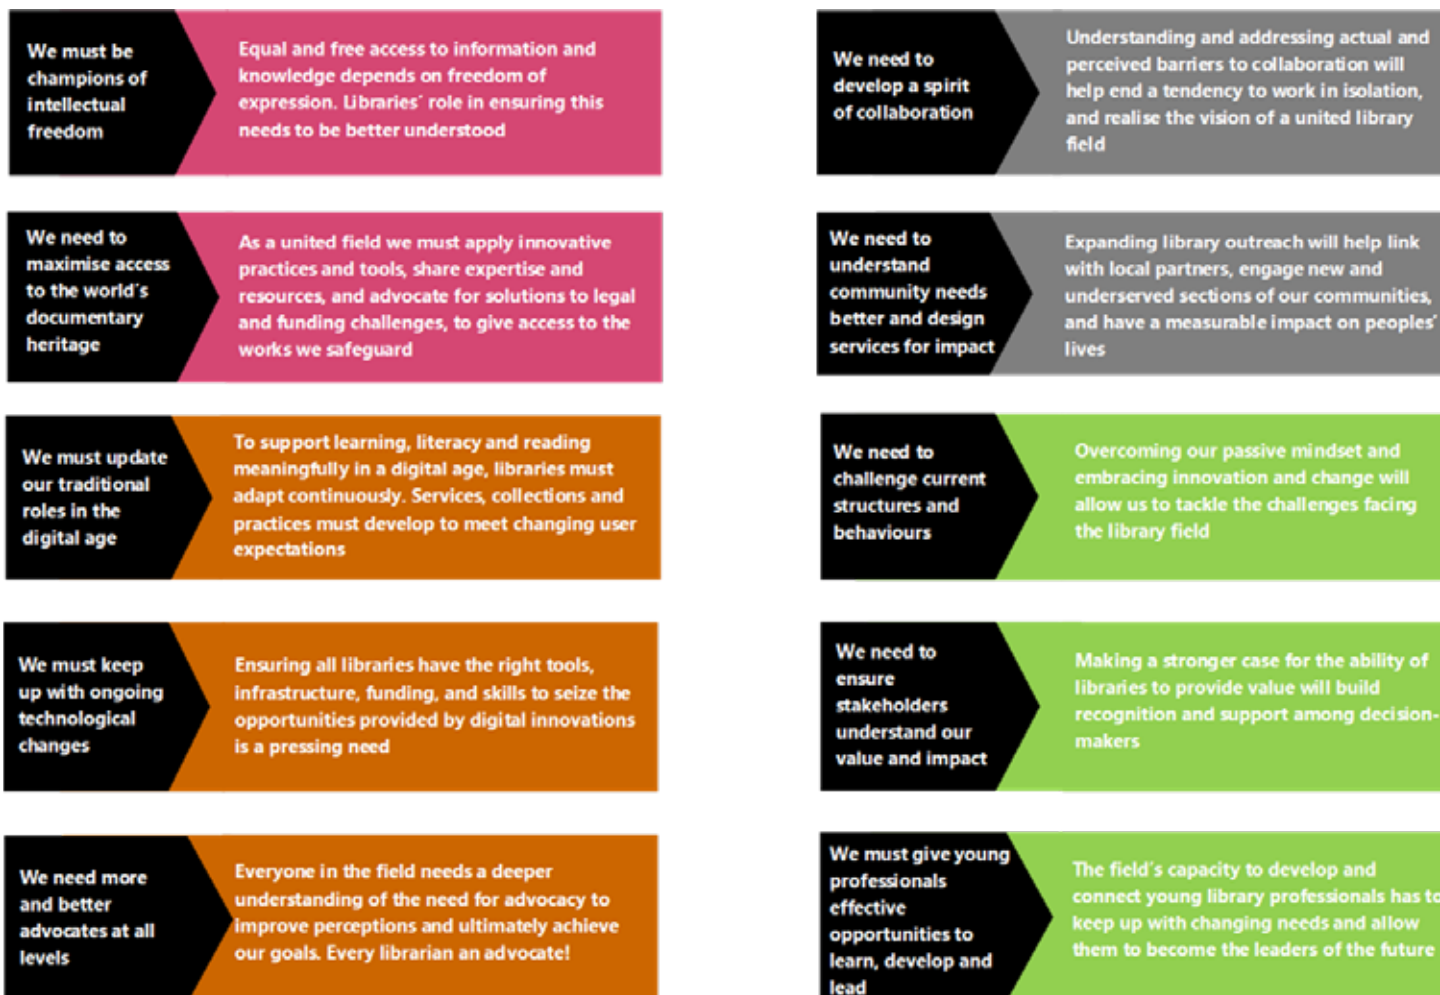 We must be
champions of
intellectual
freedom
Equal and free access to information and
knowledge depends on freedom of
expression. Libraries´ role in ensuring this
needs to be better understood
We need to
maximise access
to the world´s
documentary
heritage
As a united field we must apply innovative
practices and tools, share expertise and
resources, and advocate for solutions to legal
and funding challenges, to give access to the
works we safeguard
We must update
our traditional
roles in the
digital age
To support learning, literacy and reading
meaningfully in a digital age, libraries must
adapt continuously. Services, collections and
practices must develop to meet changing user
expectations
We must keep
up with ongoing
technological
changes
Ensuring all libraries have the right tools,
infrastructure, funding, and skills to seize the
opportunities provided by digital innovations
is a pressing need
We need more
and better
advocates at all
levels
Everyone in the field needs a deeper
understanding of the need for advocacy to
improve perceptions and ultimately achieve
our goals. Every librarian an advocate!
We need to
develop a spirit
of collaboration
Understanding and addressing actual and
perceived barriers to collaboration will
help end a tendency to work in isolation,
and realise the vision of a united library
field
We need to
understand
community needs
better and design
services for impact
Expanding library outreach will help link
with local partners, engage new and
underserved sections of our communities,
and have a measurable impact on peoples´
lives
We need to
challenge current
structures and
behaviours
Overcoming our passive mindset and
embracing innovation and change will
allow us to tackle the challenges facing
the library field
We need to
ensure
stakeholders
understand our
value and impact
Making a stronger case for the ability of
libraries to provide value will build
recognition and support among decision-
makers
We must give young
professionals
effective
opportunities to
learn, develop and
lead
The field´s capacity to develop and
connect young library professionals has to
keep up with changing needs and allow
them to become the leaders of the future